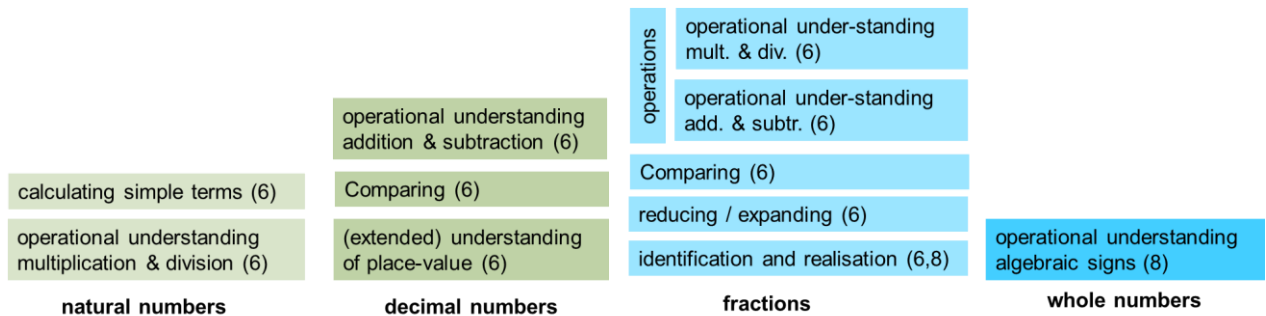 calculating simple terms (6)
operational understanding
multiplication & division (6)
natural numbers
operational understanding
addition & subtraction (6)
Comparing (6)
(extended) understanding
of place-value (6)
decimal numbers
operations
operational under-standing
mult. & div. (6)
operational under-standing
add. & subtr. (6)
Comparing (6)
reducing / expanding (6)
identification and realisation (6,8)
fractions
operational understanding
algebraic signs (8)
whole numbers